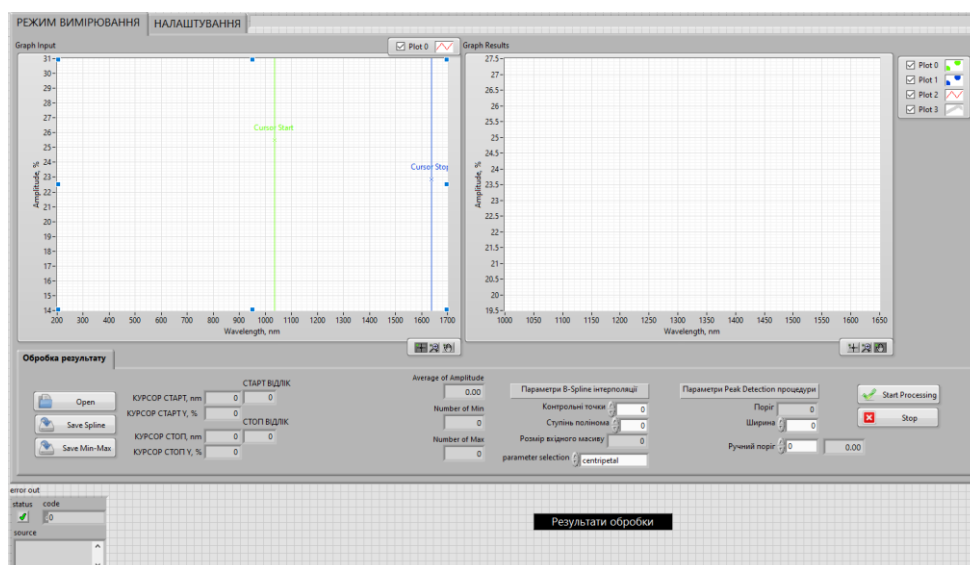 РЕЖИМ ВИМІРЮВАННЯ НАЛАШТУВАННЯ
Graph Input
Plot 0
Graph Results
Plot 0
Plot 1
Plot 2
Plot 3
Amplitude, %
31
30
29
28
27
26
25
24
23
22
21
20
19
18
17
16
15
14
Cursor Start
Cursor Stop
200 300 400 500 600 700 800 900 1000 1100 1200 1300 1400 1500 1600 1700
Wavelength, nm
Amplitude, %
27.5
27
26.5
26
25.5
25
24.5
24
23.5
23
22.5
22
21.5
21
20.5
20
19.5
1000 1050 1100 1150 1200 1250 1300 1350 1400 1450 1500 1550 1600 1650
Wavelength, nm
Обробка результату
Open
Save Spline
Save Min-Max
СТАРТ ВІДЛІК
КУРСОР СТАРТ, nm 0 0
КУРСОР СТАРТ Y, % 0
СТОП ВІДЛІК
КУРСОР СТОП, nm 0 0
КУРСОР СТОП Y, % 0
Average of Amplitude
0.00
Number of Min
0
Number of Max
0
Параметри B-Spline інтерполяції
Контрольні точки 0
Ступінь полінома 0
Розмір вхідного масиву 0
parameter selection centripetal
Параметри Peak Detection процедури
Поріг 0
Ширина 0
Ручний поріг 0 0.00
Start Processing
Stop
error out
status code
0
source
Результати обробки